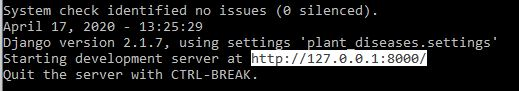 System check identified no issues (0 silenced).
April 17, 2020 - 13:25:29
Django version 2.1.7, using settings 'plant_diseases.settings'
Starting development server at http://127.0.0.1:8000/
Quit the server with CTRL-BREAK.